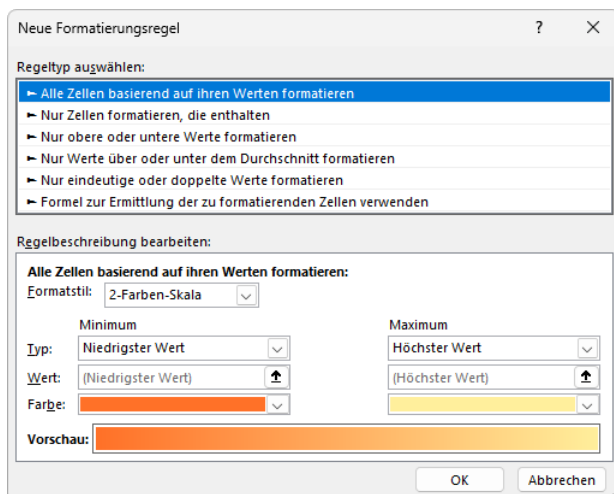 Neue Formatierungsregel ?
Regeltyp auswählen:
► Alle Zellen basierend auf ihren Werten formatieren
► Nur Zellen formatieren, die enthalten
► Nur obere oder untere Werte formatieren
► Nur Werte über oder unter dem Durchschnitt formatieren
► Nur eindeutige oder doppelte Werte formatieren
► Formel zur Ermittlung der zu formatierenden Zellen verwenden
Regelbeschreibung bearbeiten:
Alle Zellen basierend auf ihren Werten formatieren:
Formatstil: 2-Farben-Skala
Minimum Maximum
Typ: Niedrigster Wert Höchster Wert
Wert: (Niedrigster Wert) (Höchster Wert)
Farbe:
Vorschau:
OK Abbrechen